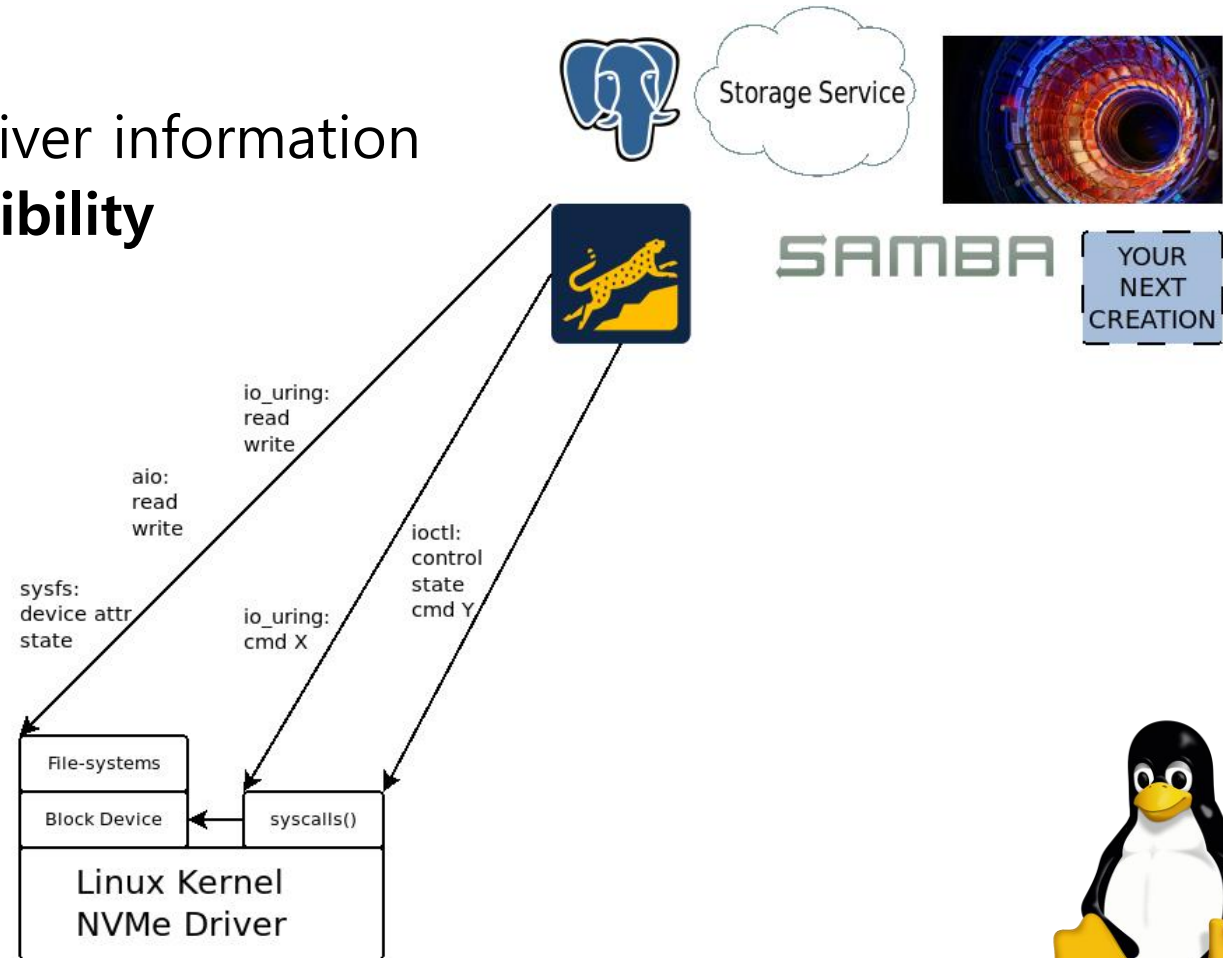 iver information
ibility
Storage Service
SAMBA
YOUR
NEXT
CREATION
io_uring:
read
write
aio:
read
write
ioctl:
control
state
cmd Y
sysfs:
device attr
state
io_uring:
cmd X
File-systems
Block Device
syscalls()
Linux Kernel
NVMe Driver